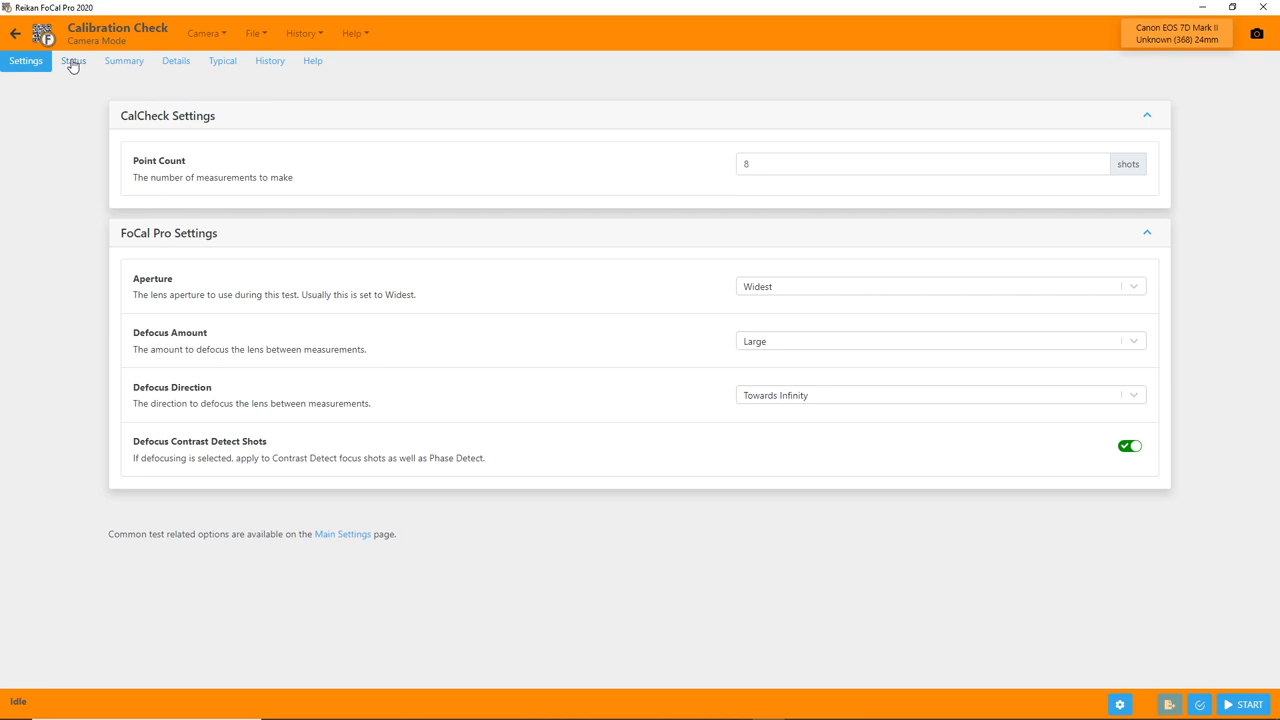 Reikan FoCal Pro 2020
Calibration Check
Camera Mode
Camera File History Help
Canon EOS 7D Mark II
Unknown (368) 24mm
Settings Status Summary Details Typical History Help
CalCheck Settings
Point Count
The number of measurements to make
8 shots
FoCal Pro Settings
Aperture
The lens aperture to use during this test. Usually this is set to Widest.
Widest
Defocus Amount
The amount to defocus the lens between measurements.
Large
Defocus Direction
The direction to defocus the lens between measurements.
Towards Infinity
Defocus Contrast Detect Shots
If defocusing is selected, apply to Contrast Detect focus shots as well as Phase Detect.
Common test related options are available on the Main Settings page.
Idle
START